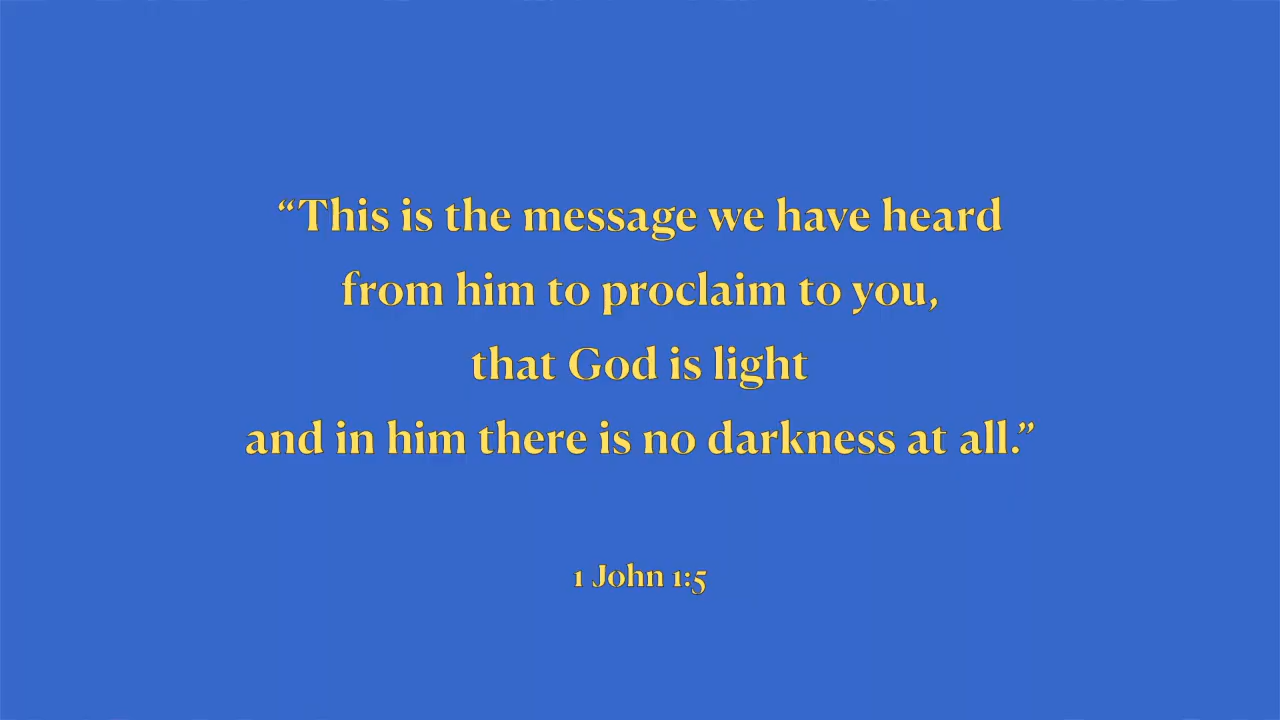 “This is the message we have heard
from him to proclaim to you,
that God is light
and in him there is no darkness at all.”
1 John 1:5